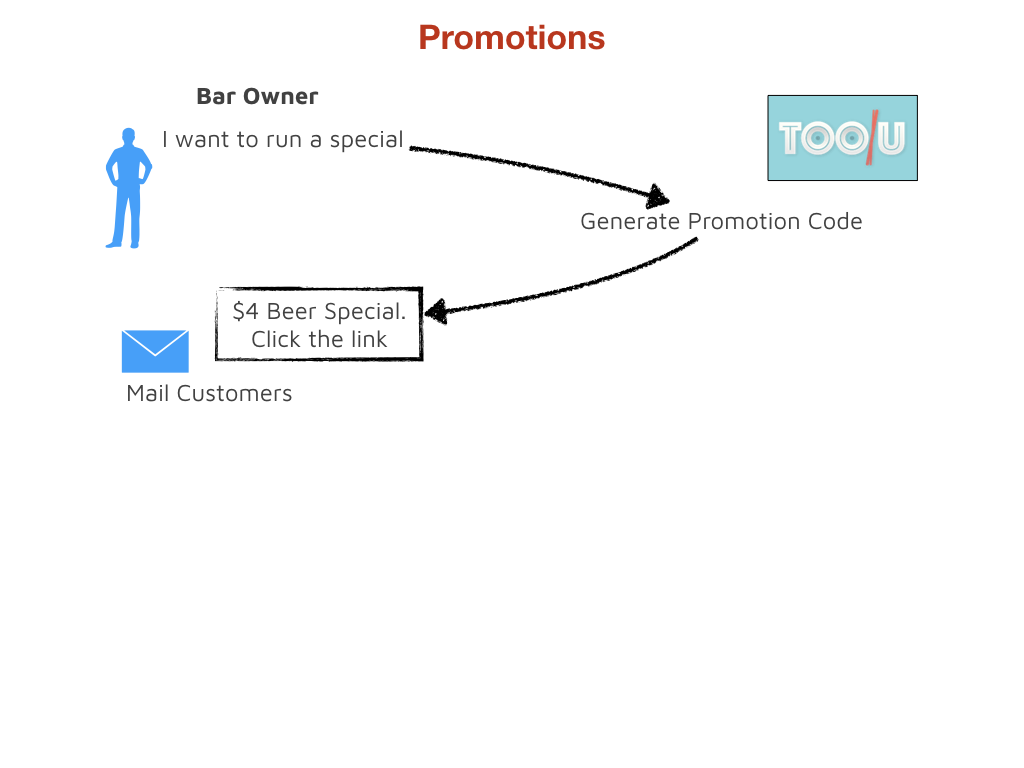 Promotions
Bar Owner
I want to run a special
TOO/U
Generate Promotion Code
$4 Beer Special.
Click the link
Mail Customers